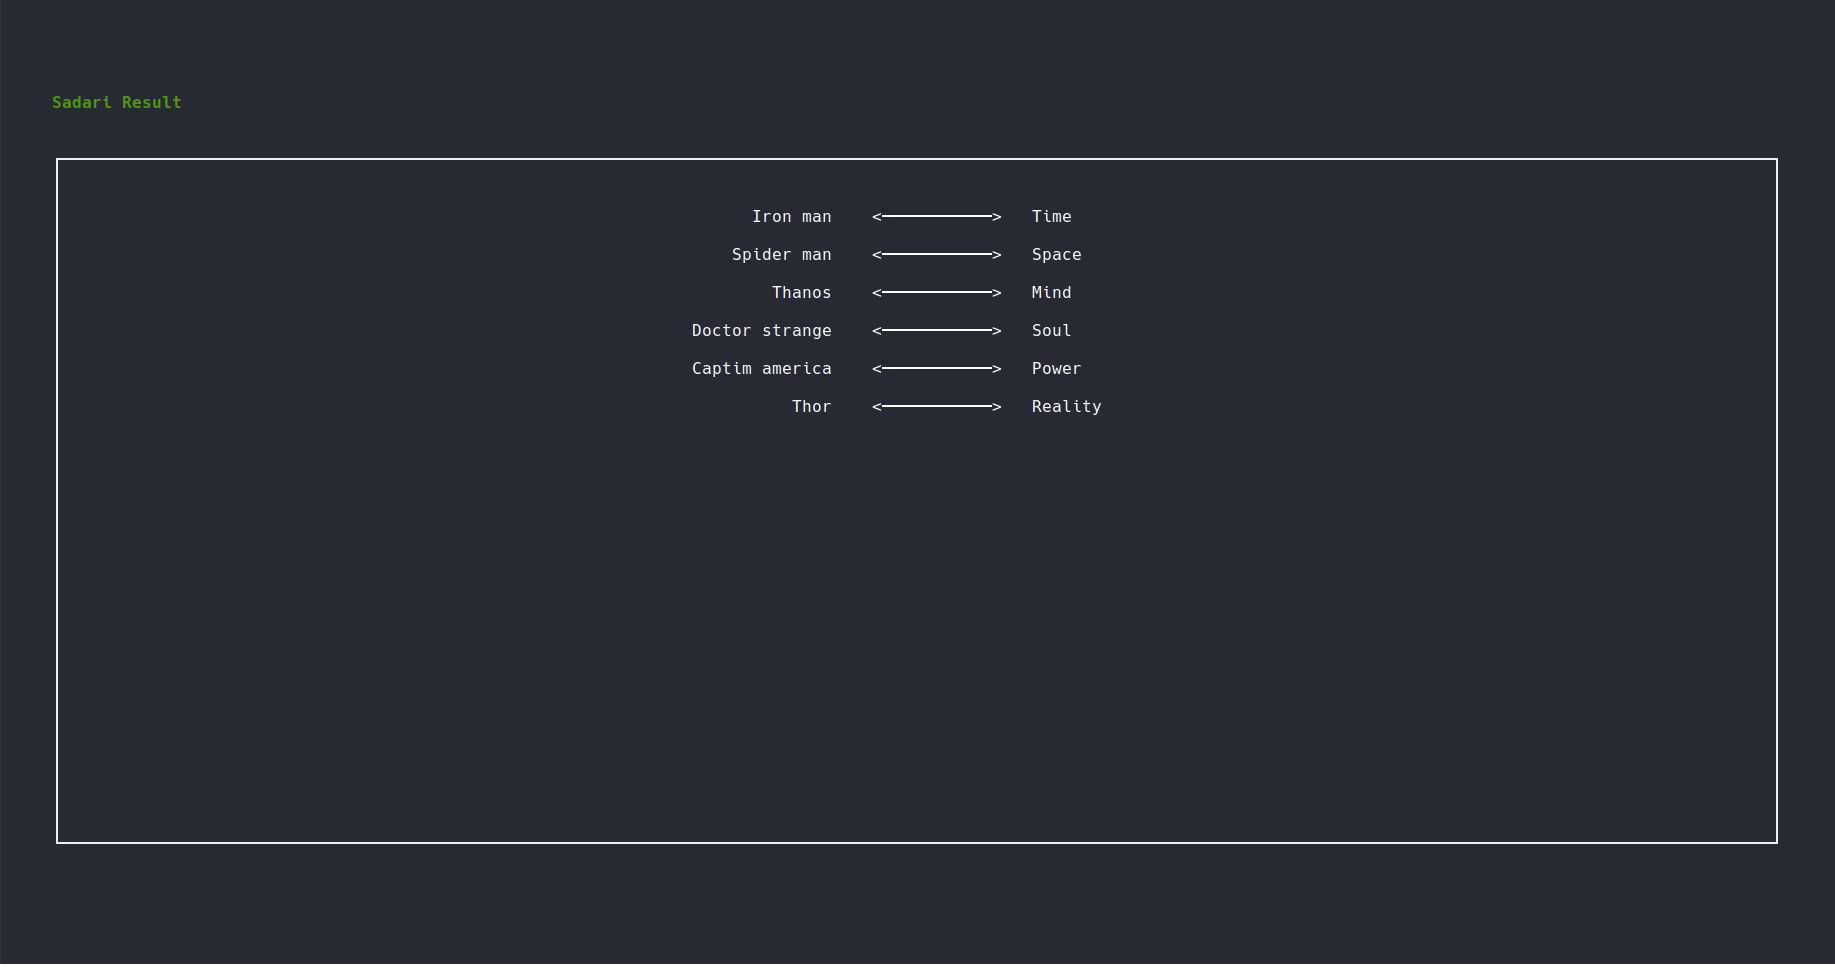 Sadari Result
Iron man <───────────> Time
Spider man <───────────> Space
Thanos <───────────> Mind
Doctor strange <───────────> Soul
Captim america <───────────> Power
Thor <───────────> Reality